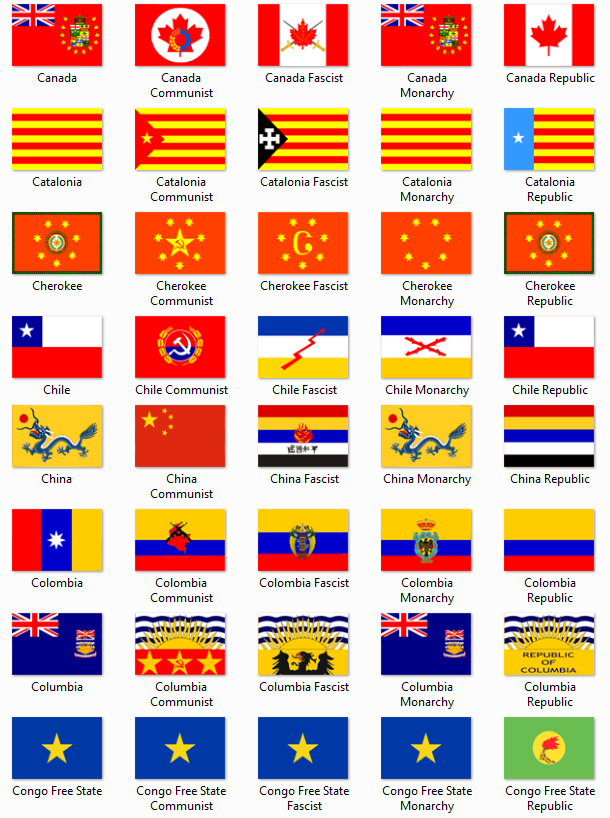 Canada
Canada
Communist
Canada Fascist
Canada
Monarchy
Canada Republic
Catalonia
Catalonia
Communist
Catalonia Fascist
Catalonia
Monarchy
Catalonia
Republic
Cherokee
Cherokee
Communist
Cherokee Fascist
Cherokee
Monarchy
Cherokee
Republic
Chile
Chile Communist
Chile Fascist
Chile Monarchy
Chile Republic
China
China
Communist
China Fascist
China Monarchy
China Republic
Colombia
Colombia
Communist
Colombia Fascist
Colombia
Monarchy
Colombia
Republic
REPUBLIC
OF
COLUMBIA
Columbia
Columbia
Communist
Columbia Fascist
Columbia
Monarchy
Columbia
Republic
Congo Free State
Congo Free State
Communist
Congo Free State
Fascist
Congo Free State
Monarchy
Congo Free State
Republic